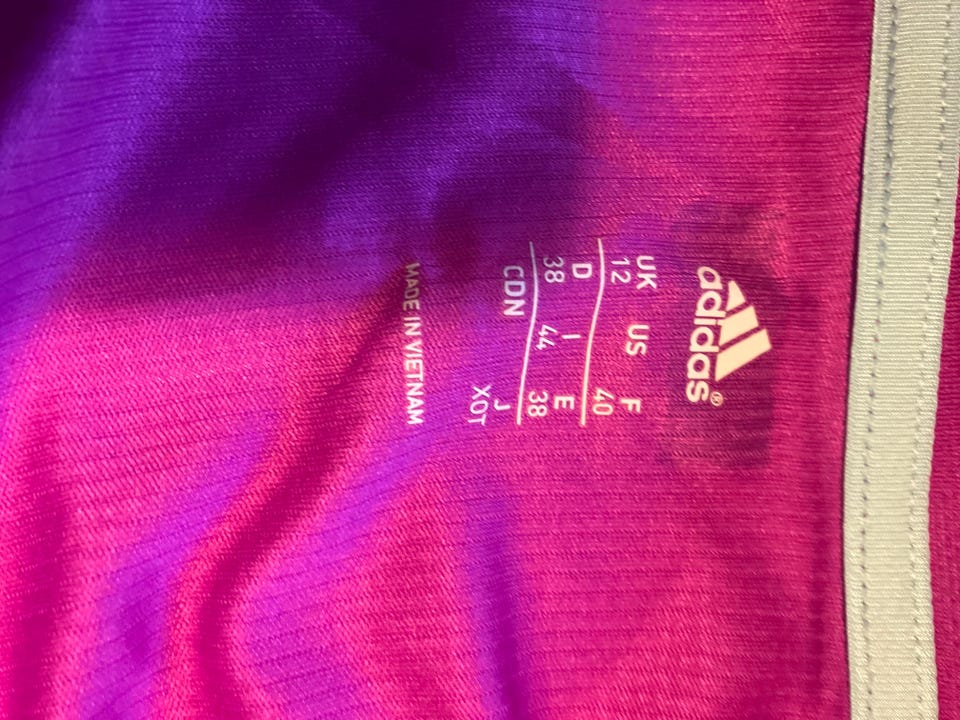 adidas®
UK US F
12 40
D I E
38 44 38
CDN J
XOT
MADE IN VIETNAM